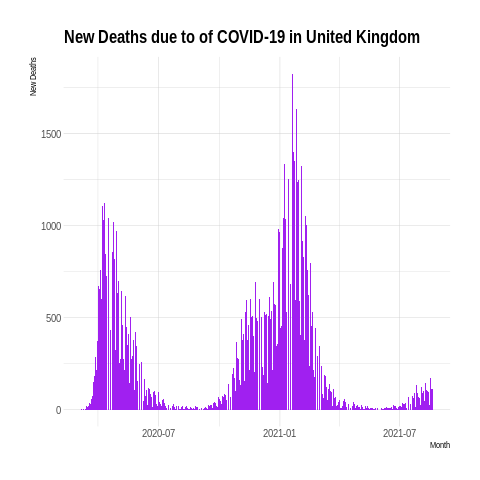 New Deaths due to of COVID-19 in United Kingdom
New Deaths
1500
1000
500
0
2020-07
2021-01
2021-07
Month